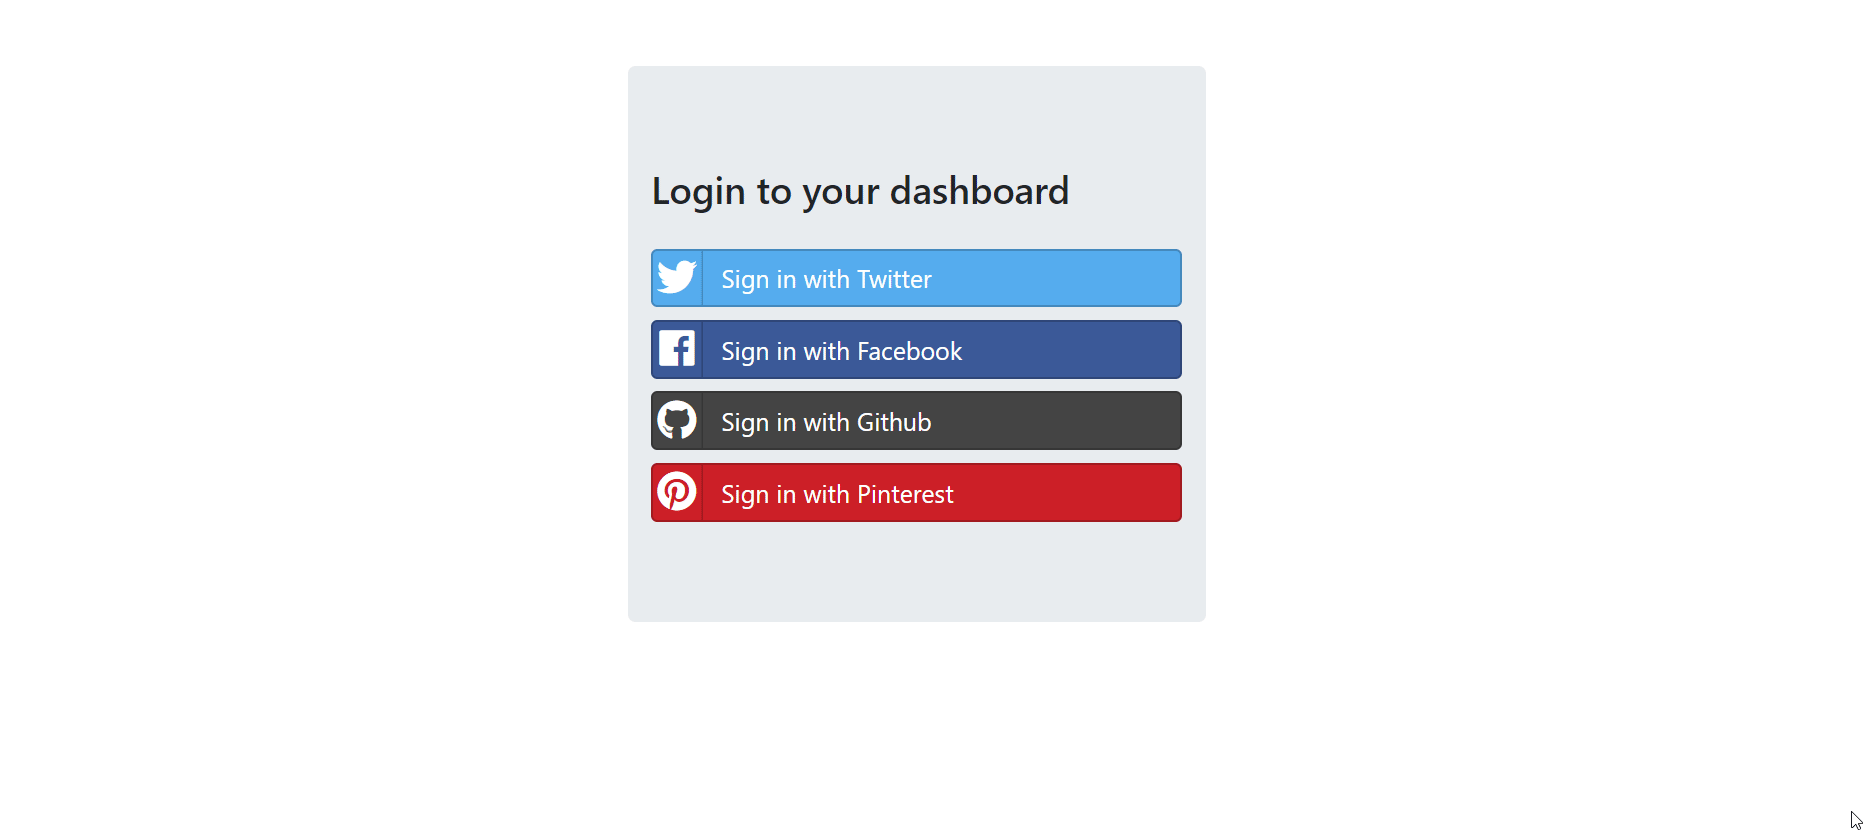 Login to your dashboard
Sign in with Twitter
Sign in with Facebook
Sign in with Github
Sign in with Pinterest